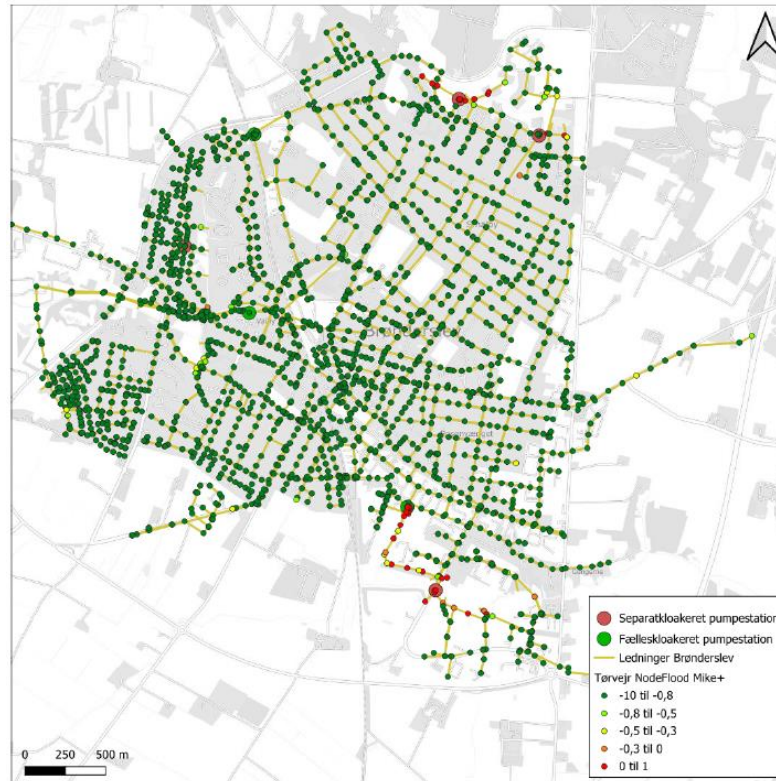 Brønderslev
Separatkloakeret pumpestation
Fælleskloakeret pumpestation
Ledninger Brønderslev
Tørvejr NodeFlood Mike+
-10 til -0,8
-0,8 til -0,5
-0,5 til -0,3
-0,3 til 0
0 til 1
0 250 500 m